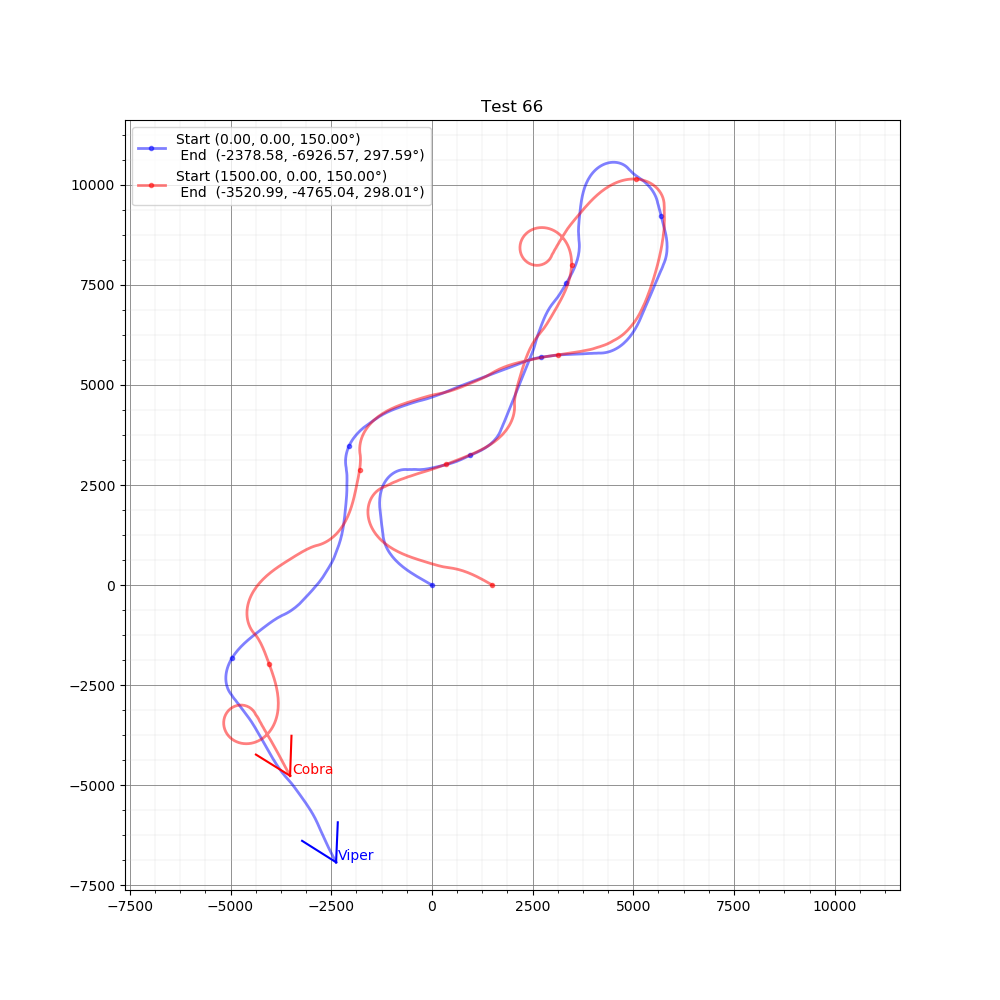 Test 66
Start (0.00, 0.00, 150.00°)
End (-2378.58, -6926.57, 297.59°)
Start (1500.00, 0.00, 150.00°)
End (-3520.99, -4765.04, 298.01°)
10000
7500
5000
2500
0
−2500
−5000
−7500
Cobra
Viper
−7500 −5000 −2500 0 2500 5000 7500 10000